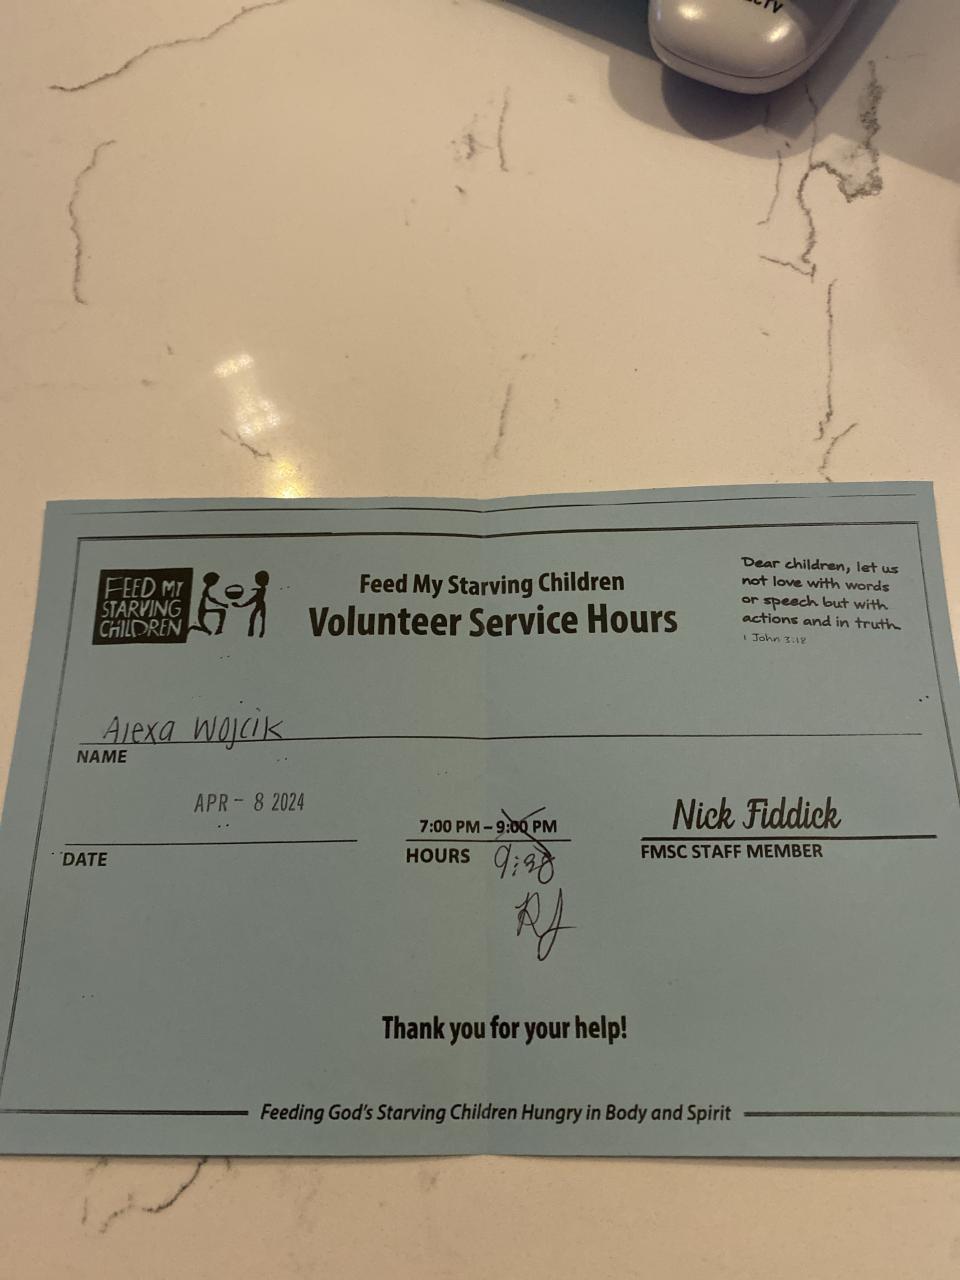 FEED MY
STARVING
CHILDREN
Feed My Starving Children
Volunteer Service Hours
Dear children, let us
not love with words
or speech but with
actions and in truth.
1 John 3:18
Alexa Wojcik
NAME
APR - 8 2024
DATE
7:00 PM – 9:00 PM
HOURS
RJ
Nick Fiddick
FMSC STAFF MEMBER
Thank you for your help!
Feeding God's Starving Children Hungry in Body and Spirit